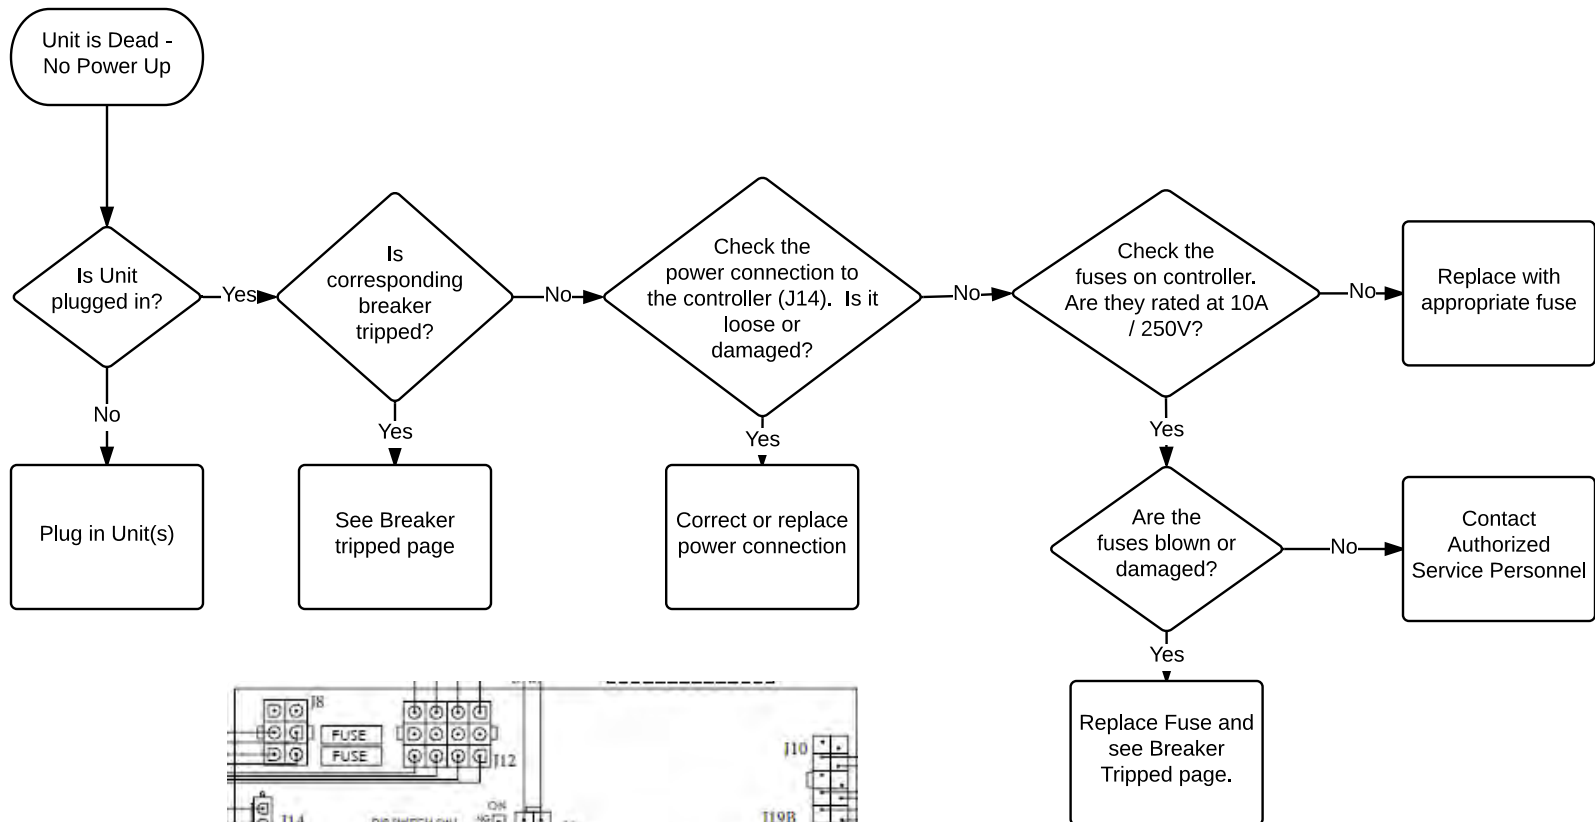 Unit is Dead -
No Power Up
Is Unit
plugged in?
Yes
Is
corresponding
breaker
tripped?
No
Check the
power connection to
the controller (J14). Is it
loose or
damaged?
No
Check the
fuses on controller.
Are they rated at 10A
/ 250V?
No
Replace with
appropriate fuse
No
Yes
Yes
Yes
Plug in Unit(s)
See Breaker
tripped page
Correct or replace
power connection
Are the
fuses blown or
damaged?
No
Contact
Authorized
Service Personnel
Yes
Replace Fuse and
see Breaker
Tripped page.
J8
FUSE
FUSE
J12
J10
J14
ON
J19B